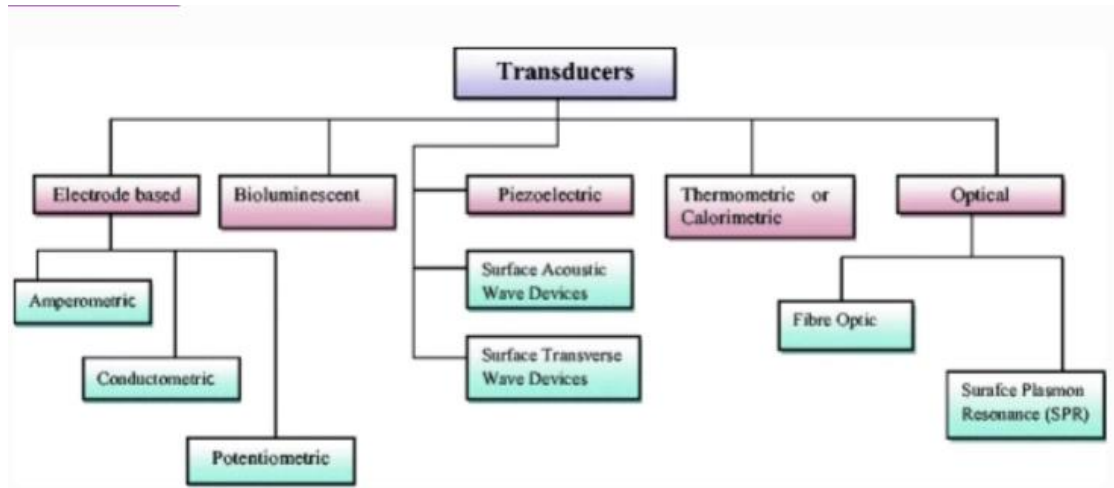 Transducers
Electrode based
Bioluminescent
Piezoelectric
Thermometric or
Calorimetric
Optical
Amperometric
Surface Acoustic
Wave Devices
Fibre Optic
Conductometric
Surface Transverse
Wave Devices
Surafce Plasmon
Resonance (SPR)
Potentiometric